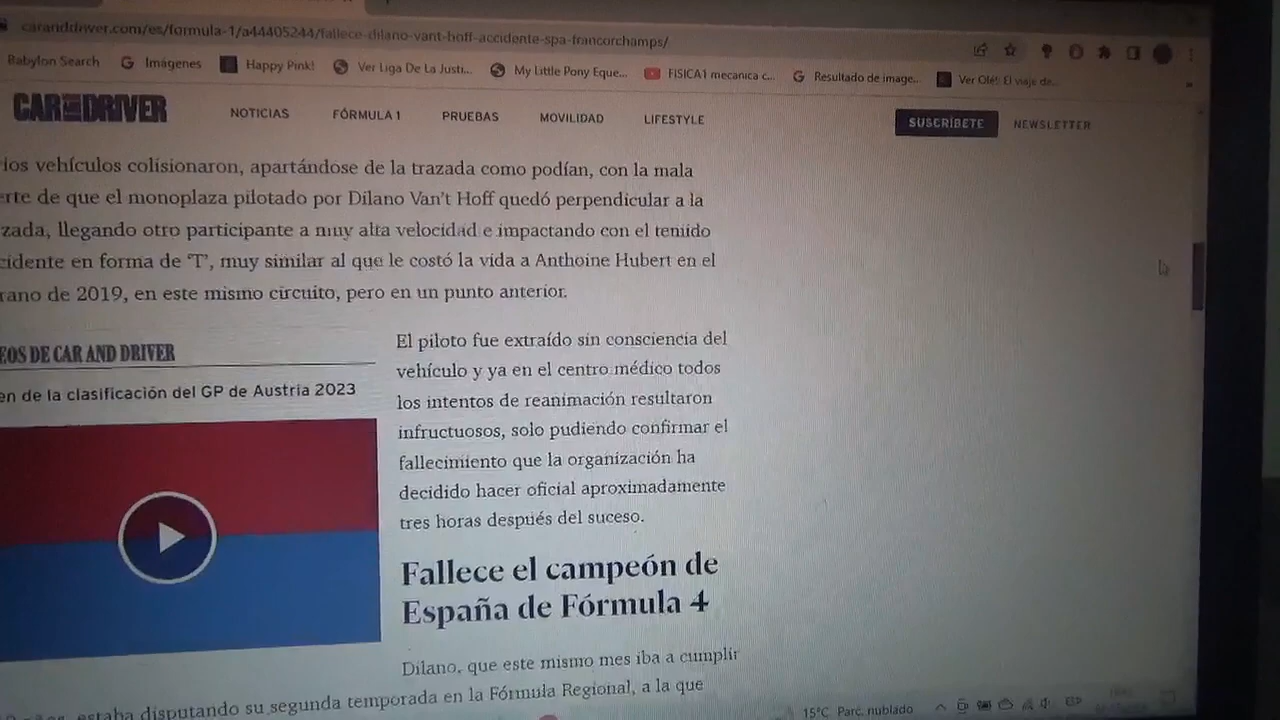 caranddriver.com/es/formula-1/a44405244/fallece-dilano-vant-hoff-accidente-spa-francorchamps/
Babylon Search Imágenes Happy Pink! Ver Liga De La Justi... My Little Pony Eque... FISICA1 mecanica c... Resultado de image... Ver Olé! El viaje de...
CAR AND DRIVER NOTICIAS FÓRMULA 1 PRUEBAS MOVILIDAD LIFESTYLE SUSCRÍBETE NEWSLETTER
ios vehículos colisionaron, apartándose de la trazada como podían, con la mala
erte de que el monoplaza pilotado por Dilano Van't Hoff quedó perpendicular a la
zada, llegando otro participante a muy alta velocidad e impactando con el temido
cidente en forma de 'T', muy similar al que le costó la vida a Anthoine Hubert en el
rano de 2019, en este mismo circuito, pero en un punto anterior.
EOS DE CAR AND DRIVER
en de la clasificación del GP de Austria 2023
El piloto fue extraído sin consciencia del
vehículo y ya en el centro médico todos
los intentos de reanimación resultaron
infructuosos, solo pudiendo confirmar el
fallecimiento que la organización ha
decidido hacer oficial aproximadamente
tres horas después del suceso.
Fallece el campeón de
España de Fórmula 4
Dilano, que este mismo mes iba a cumplir
años, estaba disputando su segunda temporada en la Fórmula Regional, a la que
15°C Parc. nublado